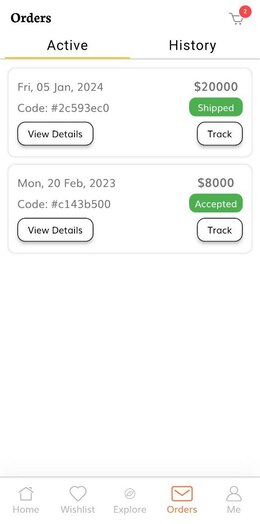 Orders
2
Active History
Fri, 05 Jan, 2024 $20000
Code: #2c593ec0 Shipped
View Details Track
Mon, 20 Feb, 2023 $8000
Code: #c143b500 Accepted
View Details Track
Home Wishlist Explore Orders Me